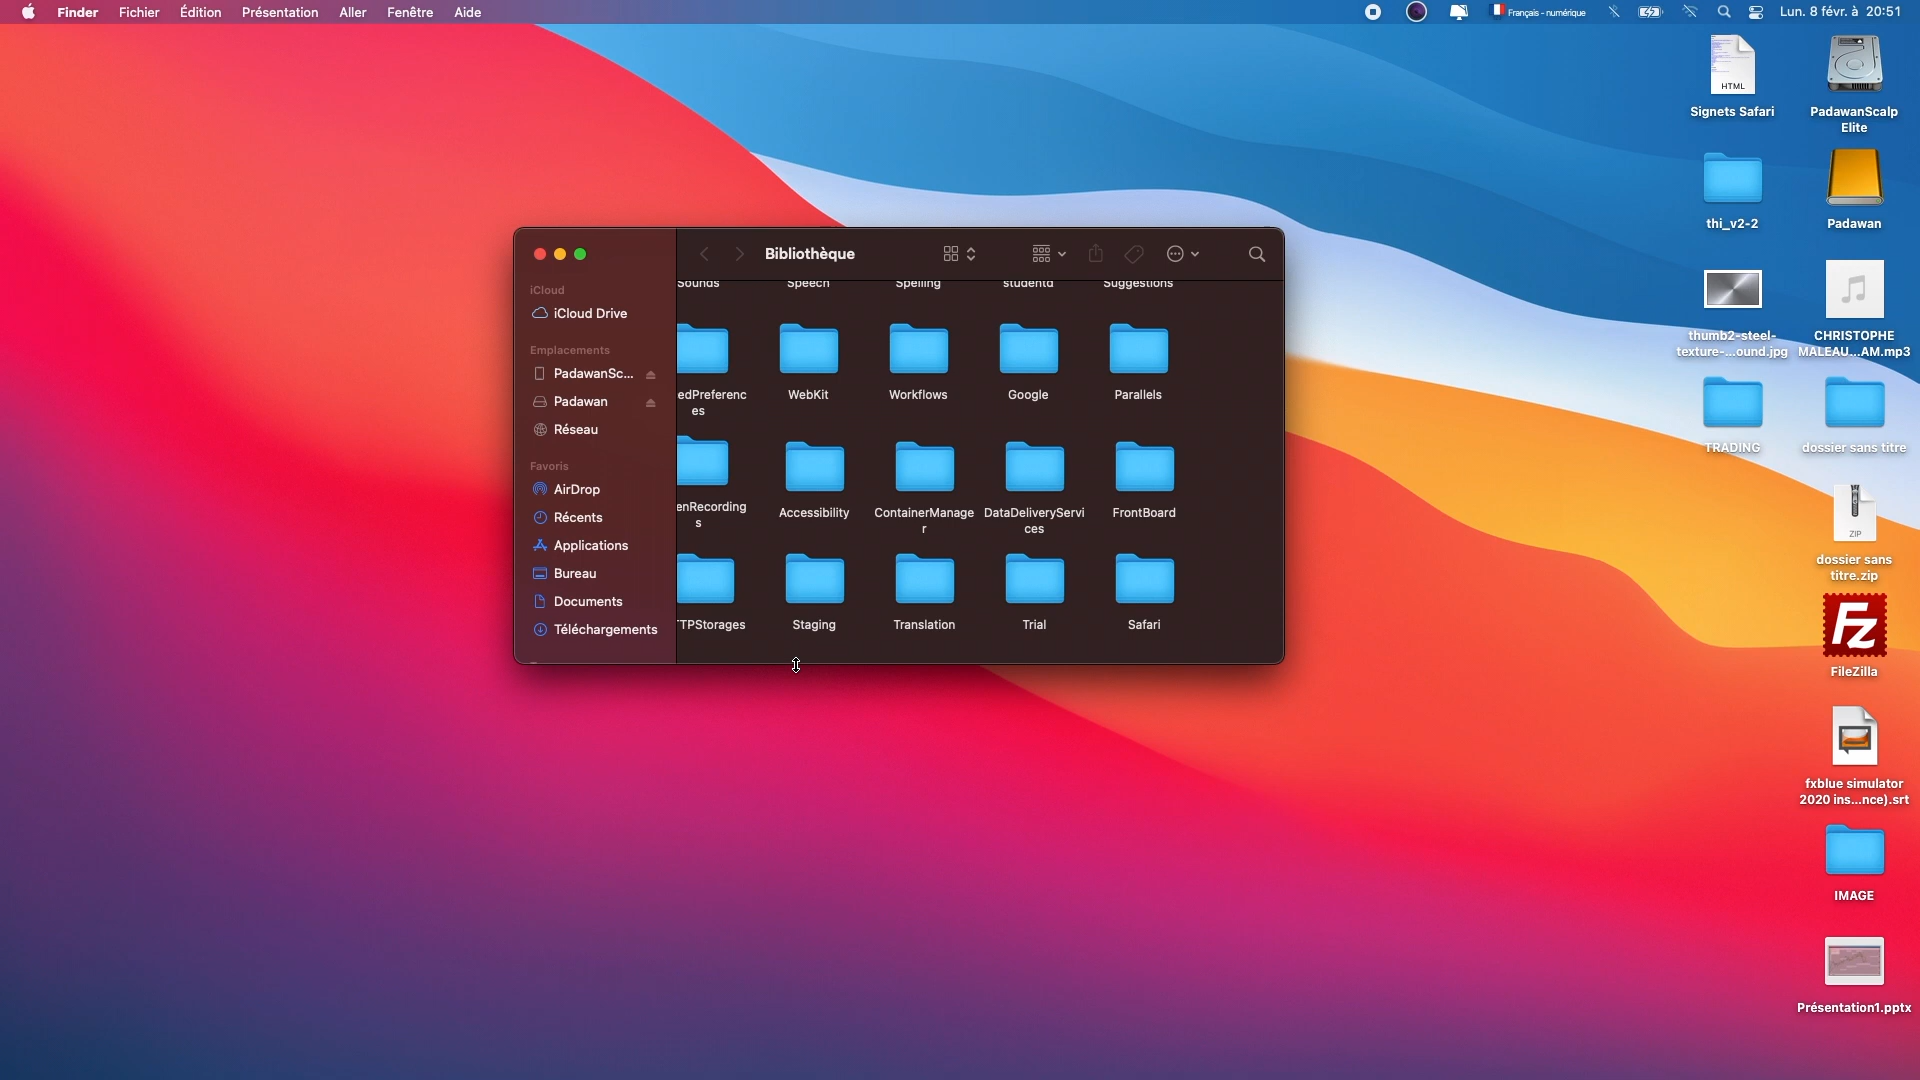 Finder Fichier Édition Présentation Aller Fenêtre Aide
Français - numérique Lun. 8 févr. à 20:51
Bibliothèque
iCloud
iCloud Drive
Emplacements
PadawanSc...
Padawan
Réseau
Favoris
AirDrop
Récents
Applications
Bureau
Documents
Téléchargements
Sounds Speech Spelling studentd Suggestions
edPreferenc
es
WebKit Workflows Google Parallels
enRecording
s
Accessibility
ContainerManage
r
DataDeliveryServi
ces
FrontBoard
TPStorages Staging Translation Trial Safari
HTML
Signets Safari
PadawanScalp
Elite
thi_v2-2
Padawan
thumb2-steel-
texture-...ound.jpg
CHRISTOPHE
MALEAU...AM.mp3
TRADING
dossier sans titre
ZIP
dossier sans
titre.zip
Fz
FileZilla
fxblue simulator
2020 ins...nce).srt
IMAGE
Présentation1.pptx